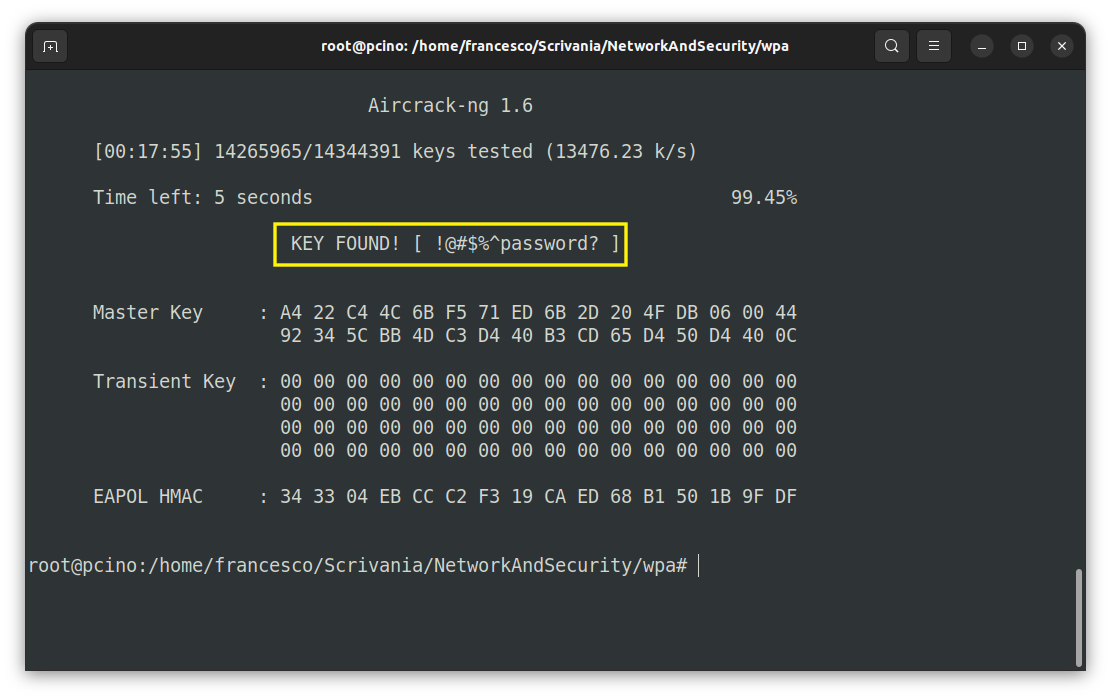 root@pcino: /home/francesco/Scrivania/NetworkAndSecurity/wpa
Aircrack-ng 1.6
[00:17:55] 14265965/14344391 keys tested (13476.23 k/s)
Time left: 5 seconds 99.45%
KEY FOUND! [ !@#$%^password? ]
Master Key : A4 22 C4 4C 6B F5 71 ED 6B 2D 20 4F DB 06 00 44
92 34 5C BB 4D C3 D4 40 B3 CD 65 D4 50 D4 40 0C
Transient Key : 00 00 00 00 00 00 00 00 00 00 00 00 00 00 00 00
00 00 00 00 00 00 00 00 00 00 00 00 00 00 00 00
00 00 00 00 00 00 00 00 00 00 00 00 00 00 00 00
00 00 00 00 00 00 00 00 00 00 00 00 00 00 00 00
EAPOL HMAC : 34 33 04 EB CC C2 F3 19 CA ED 68 B1 50 1B 9F DF
root@pcino:/home/francesco/Scrivania/NetworkAndSecurity/wpa#